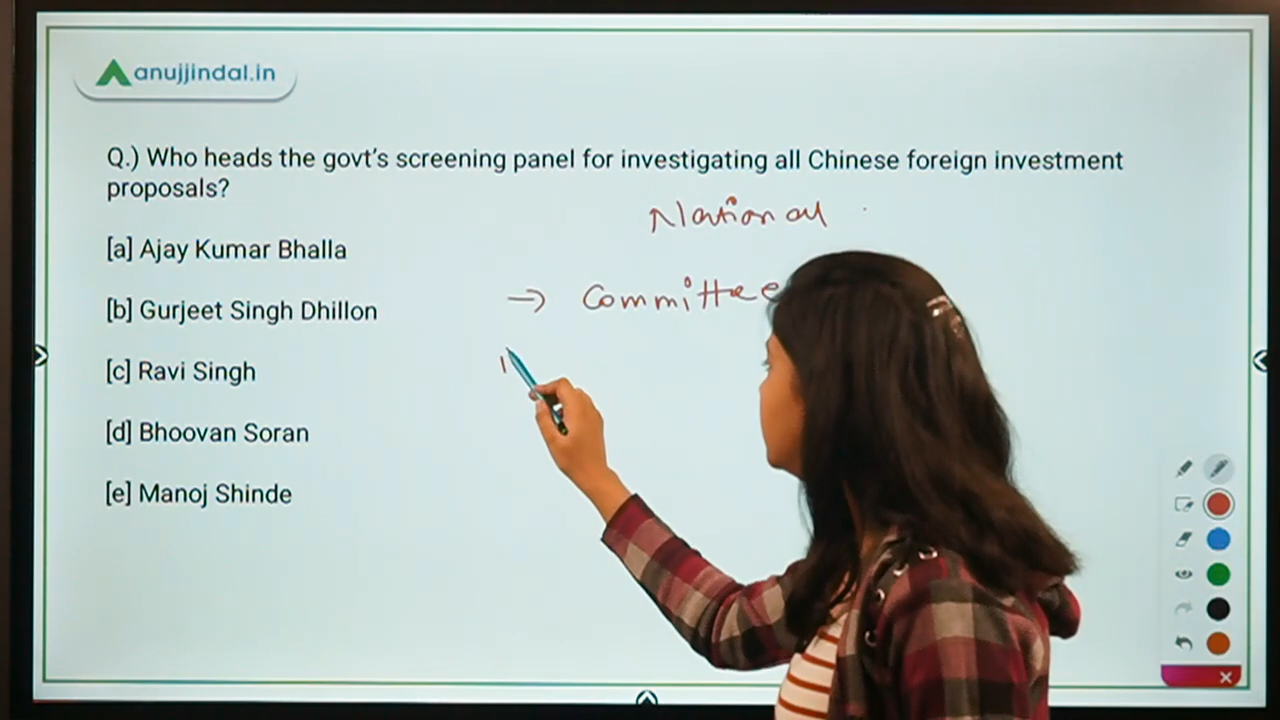 anujjindal.in
Q.) Who heads the govt's screening panel for investigating all Chinese foreign investment
proposals?
National
[a] Ajay Kumar Bhalla
→ Committee
[b] Gurjeet Singh Dhillon
[c] Ravi Singh
[d] Bhoovan Soran
[e] Manoj Shinde